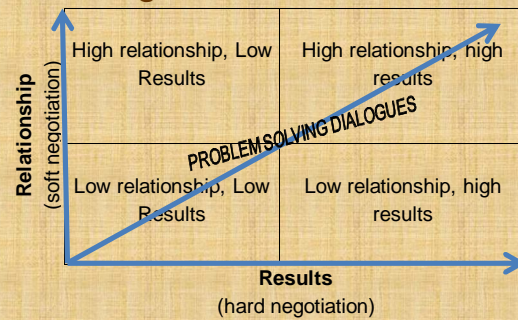 High relationship, Low
Results
High relationship, high
results
PROBLEM SOLVING DIALOGUES
Relationship
(soft negotiation)
Low relationship, Low
Results
Low relationship, high
results
Results
(hard negotiation)